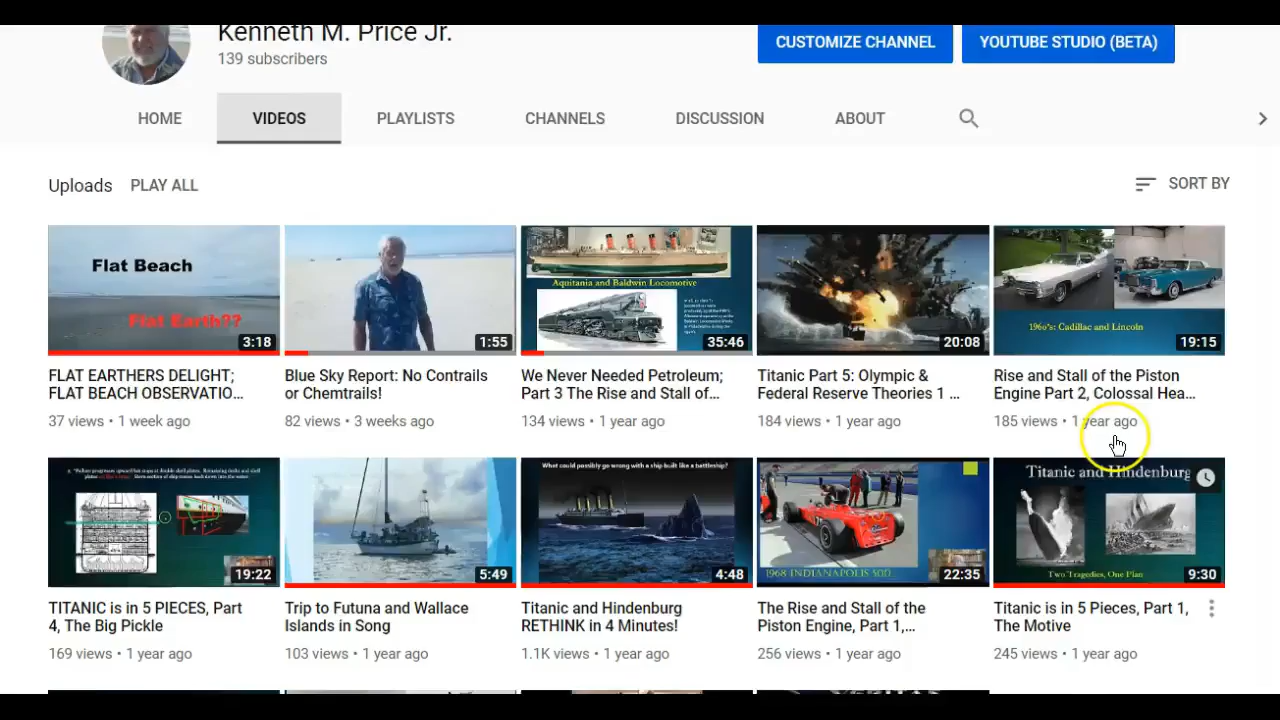 Kenneth M. Price Jr.
139 subscribers
CUSTOMIZE CHANNEL
YOUTUBE STUDIO (BETA)
HOME
VIDEOS
PLAYLISTS
CHANNELS
DISCUSSION
ABOUT
Uploads
PLAY ALL
SORT BY
Flat Beach
Flat Earth??
3:18
FLAT EARTHERS DELIGHT;
FLAT BEACH OBSERVATIO...
37 views • 1 week ago
1:55
Blue Sky Report: No Contrails
or Chemtrails!
82 views • 3 weeks ago
Aquitania and Baldwin Locomotive
35:46
We Never Needed Petroleum;
Part 3 The Rise and Stall of...
134 views • 1 year ago
20:08
Titanic Part 5: Olympic &
Federal Reserve Theories 1 ...
184 views • 1 year ago
1960's: Cadillac and Lincoln
19:15
Rise and Stall of the Piston
Engine Part 2, Colossal Hea...
185 views • 1 year ago
19:22
TITANIC is in 5 PIECES, Part
4, The Big Pickle
169 views • 1 year ago
5:49
Trip to Futuna and Wallace
Islands in Song
103 views • 1 year ago
What could possibly go wrong with a ship built like a battleship?
4:48
Titanic and Hindenburg
RETHINK in 4 Minutes!
1.1K views • 1 year ago
1968 INDIANAPOLIS 500
22:35
The Rise and Stall of the
Piston Engine, Part 1,...
256 views • 1 year ago
Titanic and Hindenburg
Two Tragedies, One Plan
9:30
Titanic is in 5 Pieces, Part 1,
The Motive
245 views • 1 year ago